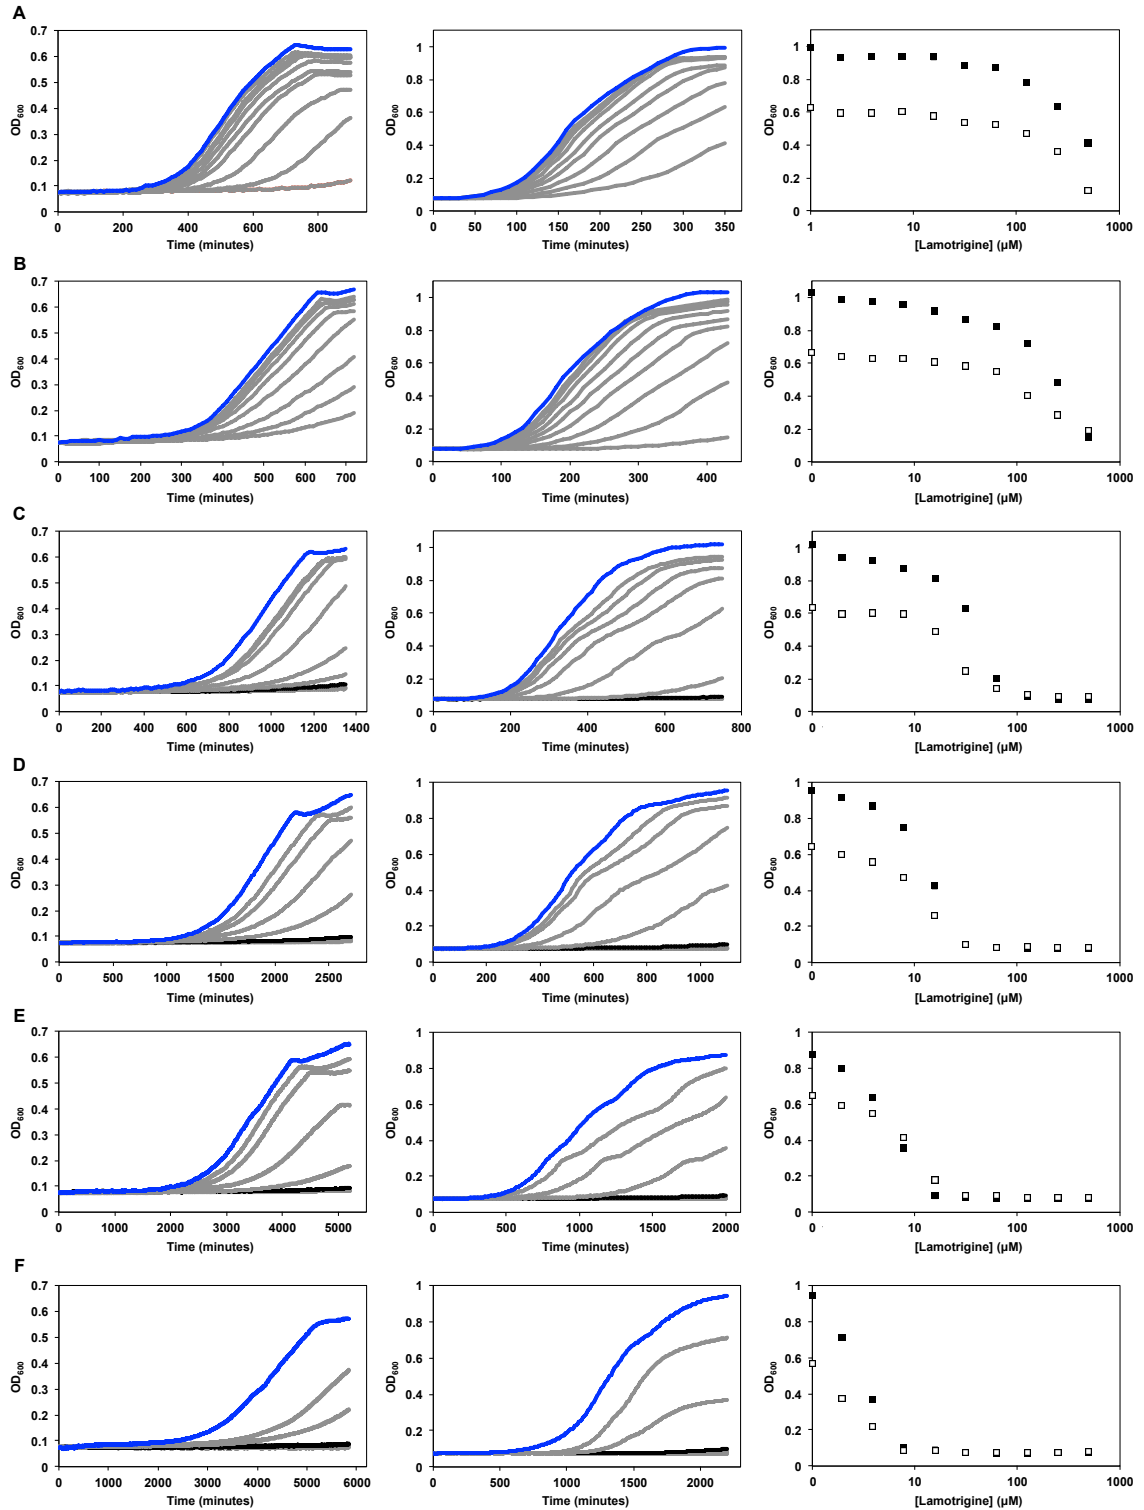 A
0.7
0.6
0.5
0.4
0.3
0.2
0.1
0
OD600
0 200 400 600 800
Time (minutes)
1
0.8
0.6
0.4
0.2
0
OD600
0 50 100 150 200 250 300 350
Time (minutes)
1
0.8
0.6
0.4
0.2
0
OD600
1 10 100 1000
[Lamotrigine] (µM)
B
0.7
0.6
0.5
0.4
0.3
0.2
0.1
0
OD600
0 100 200 300 400 500 600 700
Time (minutes)
1
0.8
0.6
0.4
0.2
0
OD600
0 100 200 300 400
Time (minutes)
1
0.8
0.6
0.4
0.2
0
OD600
0 10 100 1000
[Lamotrigine] (µM)
C
0.7
0.6
0.5
0.4
0.3
0.2
0.1
0
OD600
0 200 400 600 800 1000 1200 1400
Time (minutes)
1
0.8
0.6
0.4
0.2
0
OD600
0 200 400 600 800
Time (minutes)
1
0.8
0.6
0.4
0.2
0
OD600
0 10 100 1000
[Lamotrigine] (µM)
D
0.7
0.6
0.5
0.4
0.3
0.2
0.1
0
OD600
0 500 1000 1500 2000 2500
Time (minutes)
1
0.8
0.6
0.4
0.2
0
OD600
0 200 400 600 800 1000
Time (minutes)
1
0.8
0.6
0.4
0.2
0
OD600
0 10 100 1000
[Lamotrigine] (µM)
E
0.7
0.6
0.5
0.4
0.3
0.2
0.1
0
OD600
0 1000 2000 3000 4000 5000
Time (minutes)
1
0.8
0.6
0.4
0.2
0
OD600
0 500 1000 1500 2000
Time (minutes)
1
0.8
0.6
0.4
0.2
0
OD600
0 10 100 1000
[Lamotrigine] (µM)
F
0.7
0.6
0.5
0.4
0.3
0.2
0.1
0
OD600
0 1000 2000 3000 4000 5000 6000
Time (minutes)
1
0.8
0.6
0.4
0.2
0
OD600
0 500 1000 1500 2000
Time (minutes)
1
0.8
0.6
0.4
0.2
0
OD600
0 10 100 1000
[Lamotrigine] (µM)